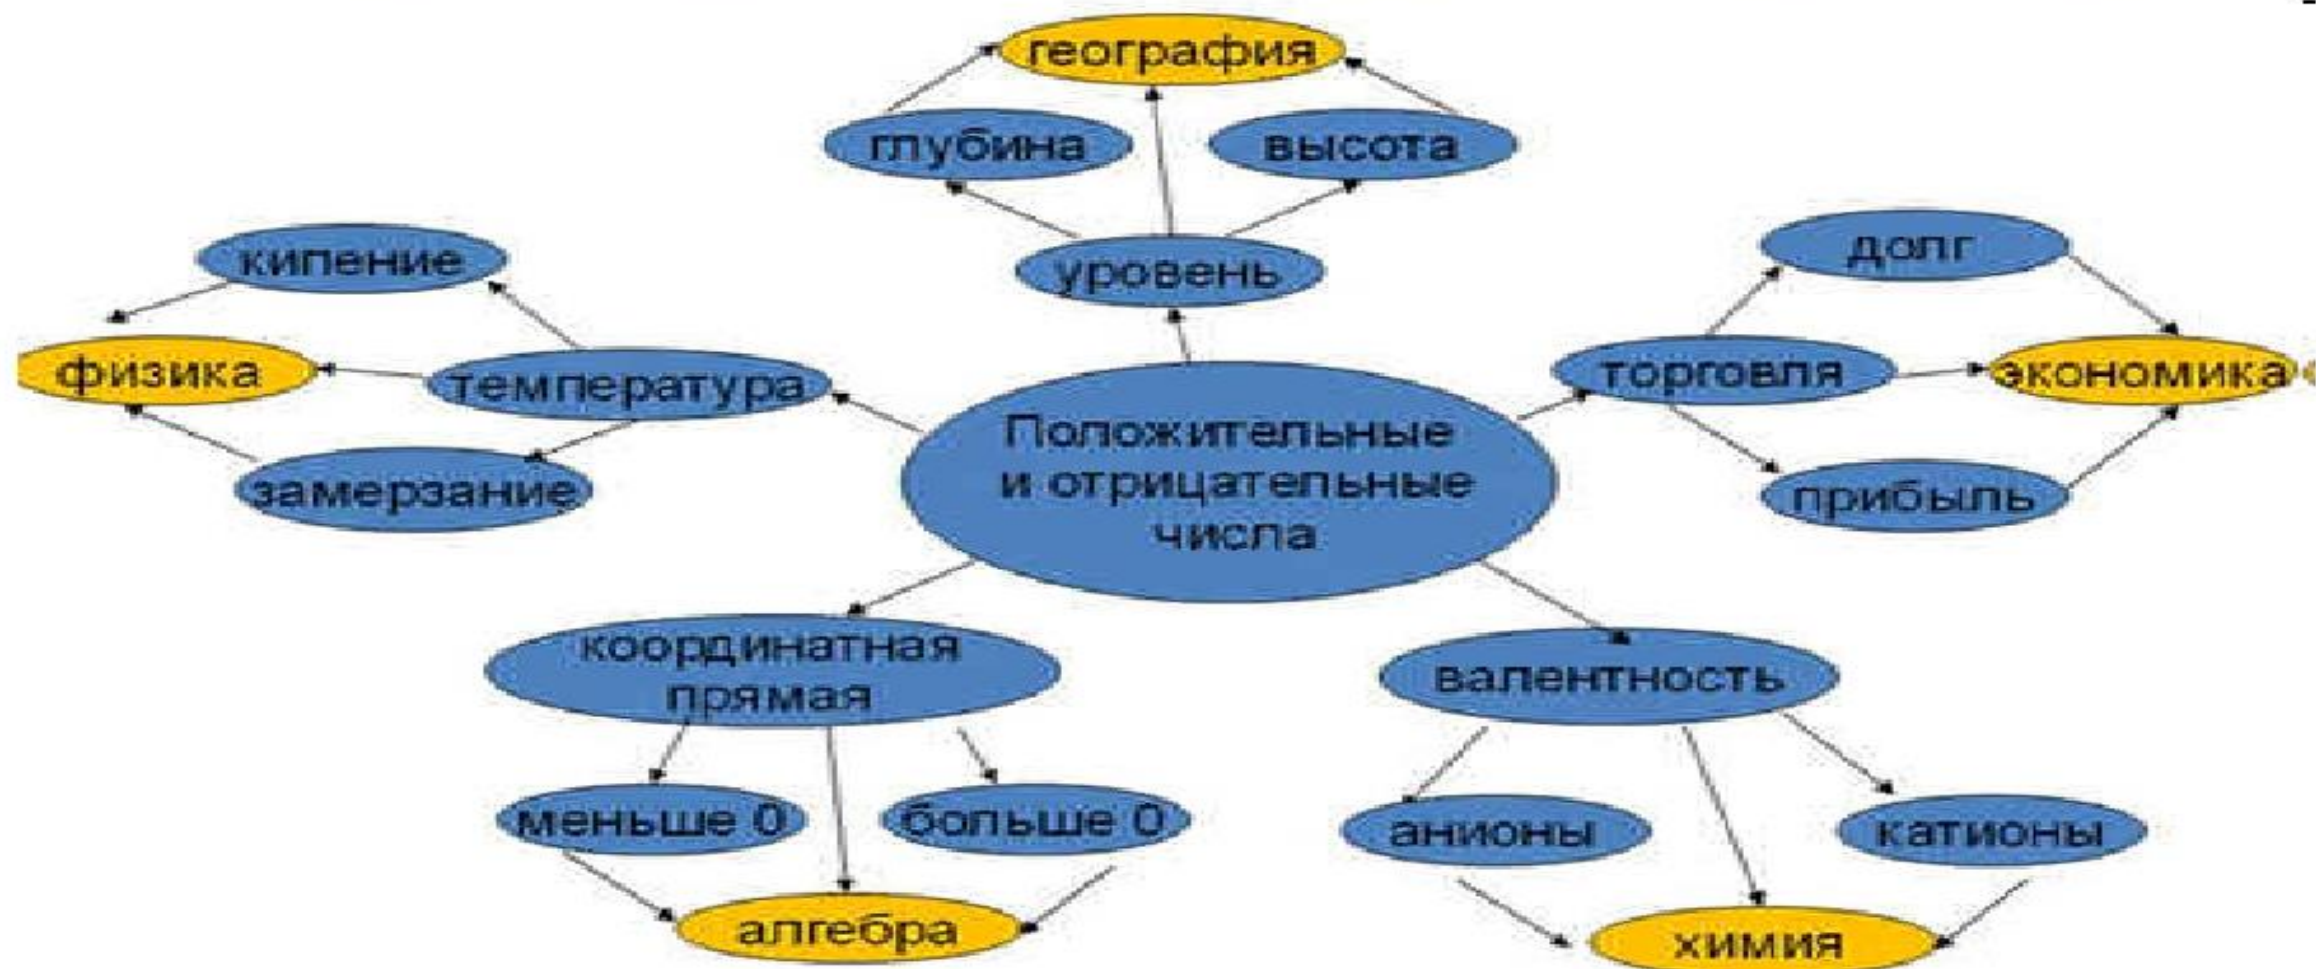 география
глубина
высота
уровень
кипение
физика
температура
замерзание
долг
торговля
экономика
прибыль
Положительные
и отрицательные
числа
координатная
прямая
меньше 0
больше 0
алгебра
валентность
анионы
катионы
химия